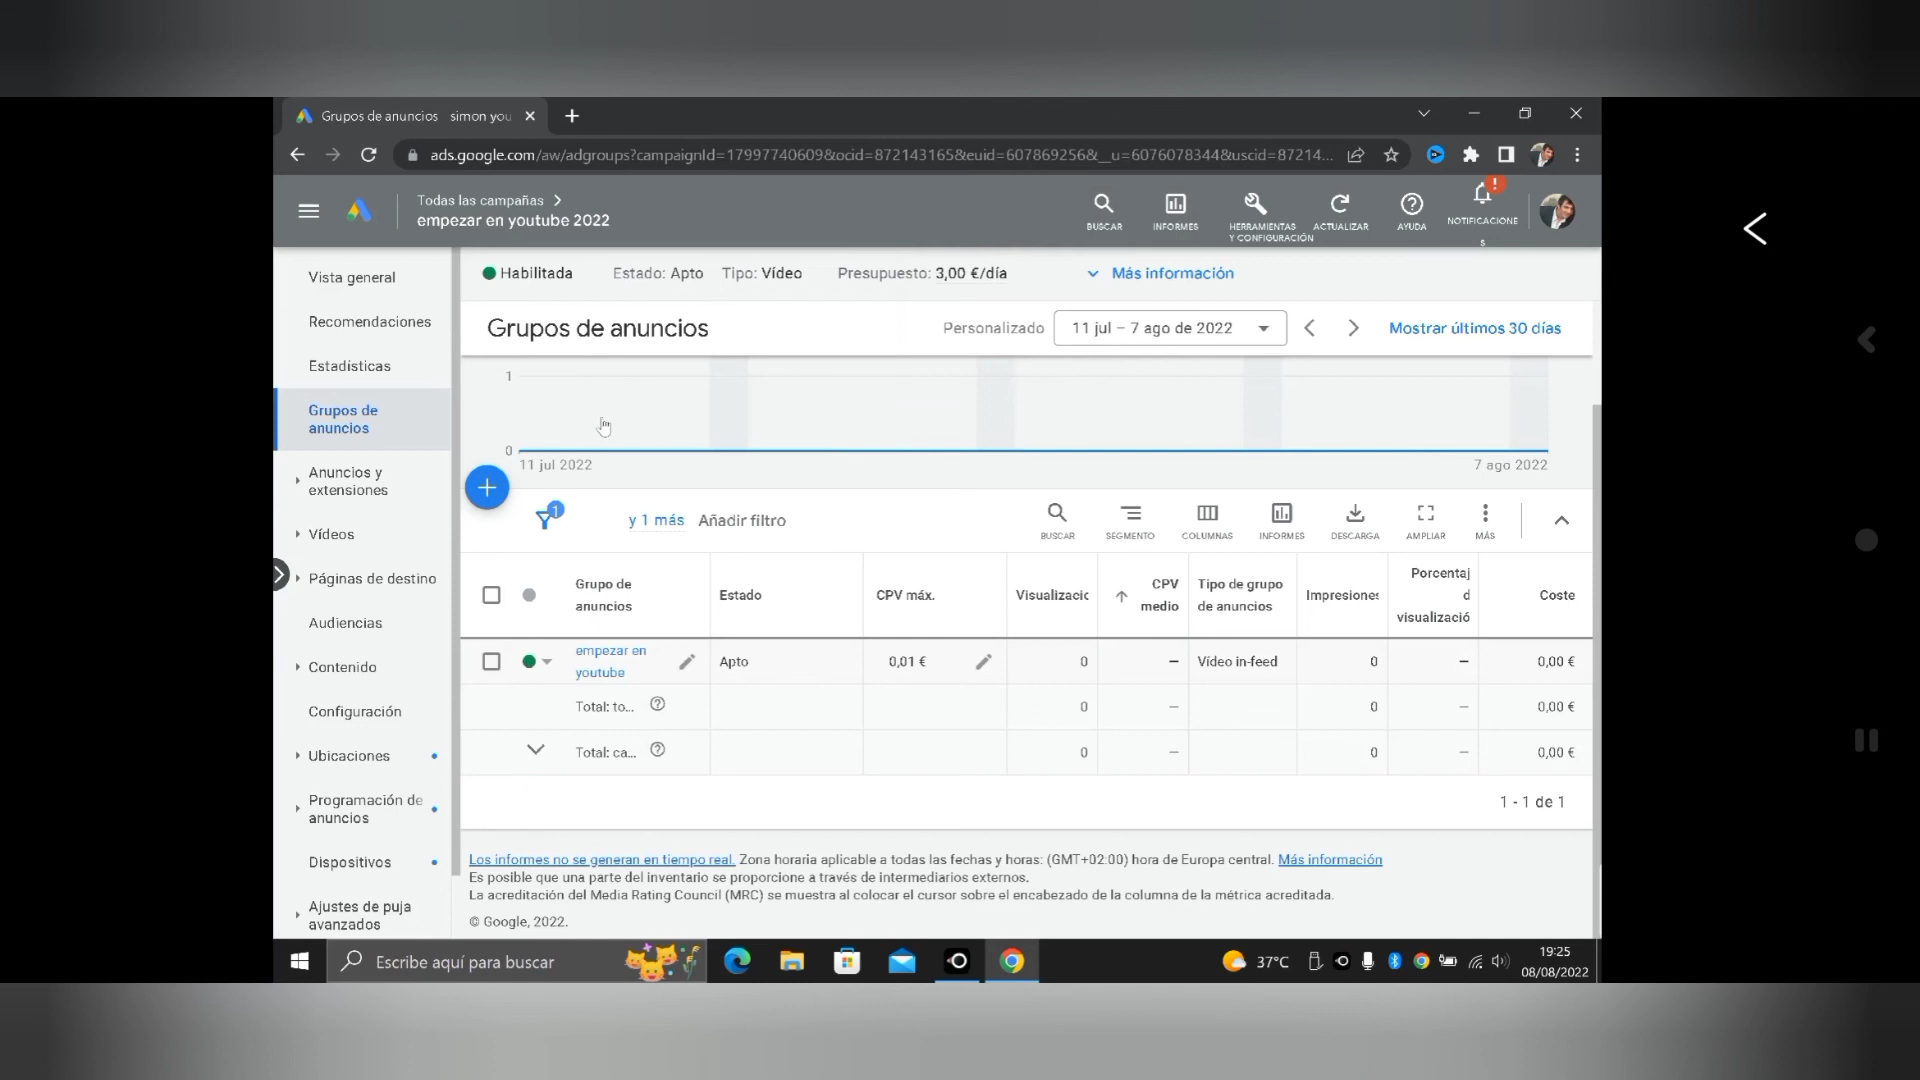 Grupos de anuncios simon you
ads.google.com/aw/adgroups?campaignId=17997740609&ocid=872143165&euid=607869256&__u=6076078344&uscid=87214...
Todas las campañas
empezar en youtube 2022
BUSCAR
INFORMES
HERRAMIENTAS
Y CONFIGURACIÓN
ACTUALIZAR
AYUDA
NOTIFICACIONE
S
!
Vista general
Recomendaciones
Estadísticas
Grupos de
anuncios
Anuncios y
extensiones
Vídeos
Páginas de destino
Audiencias
Contenido
Configuración
Ubicaciones
Programación de
anuncios
Dispositivos
Ajustes de puja
avanzados
Habilitada Estado: Apto Tipo: Vídeo Presupuesto: 3,00 €/día Más información
Grupos de anuncios Personalizado 11 jul – 7 ago de 2022 Mostrar últimos 30 días
1
0
11 jul 2022 7 ago 2022
1 y 1 más Añadir filtro
BUSCAR SEGMENTO COLUMNAS INFORMES DESCARGA AMPLIAR MÁS
Grupo de
anuncios
Estado
CPV máx.
Visualizacic
CPV
medio
Tipo de grupo
de anuncios
Impresiones
Porcentaj
d
visualizació
Coste
empezar en
youtube
Apto 0,01 € 0 – Vídeo in-feed 0 – 0,00 €
Total: to... 0 – 0 – 0,00 €
Total: ca... 0 – 0 – 0,00 €
1 - 1 de 1
Los informes no se generan en tiempo real. Zona horaria aplicable a todas las fechas y horas: (GMT+02:00) hora de Europa central. Más información
Es posible que una parte del inventario se proporcione a través de intermediarios externos.
La acreditación del Media Rating Council (MRC) se muestra al colocar el cursor sobre el encabezado de la columna de la métrica acreditada.
© Google, 2022.
Escribe aquí para buscar
37°C
19:25
08/08/2022